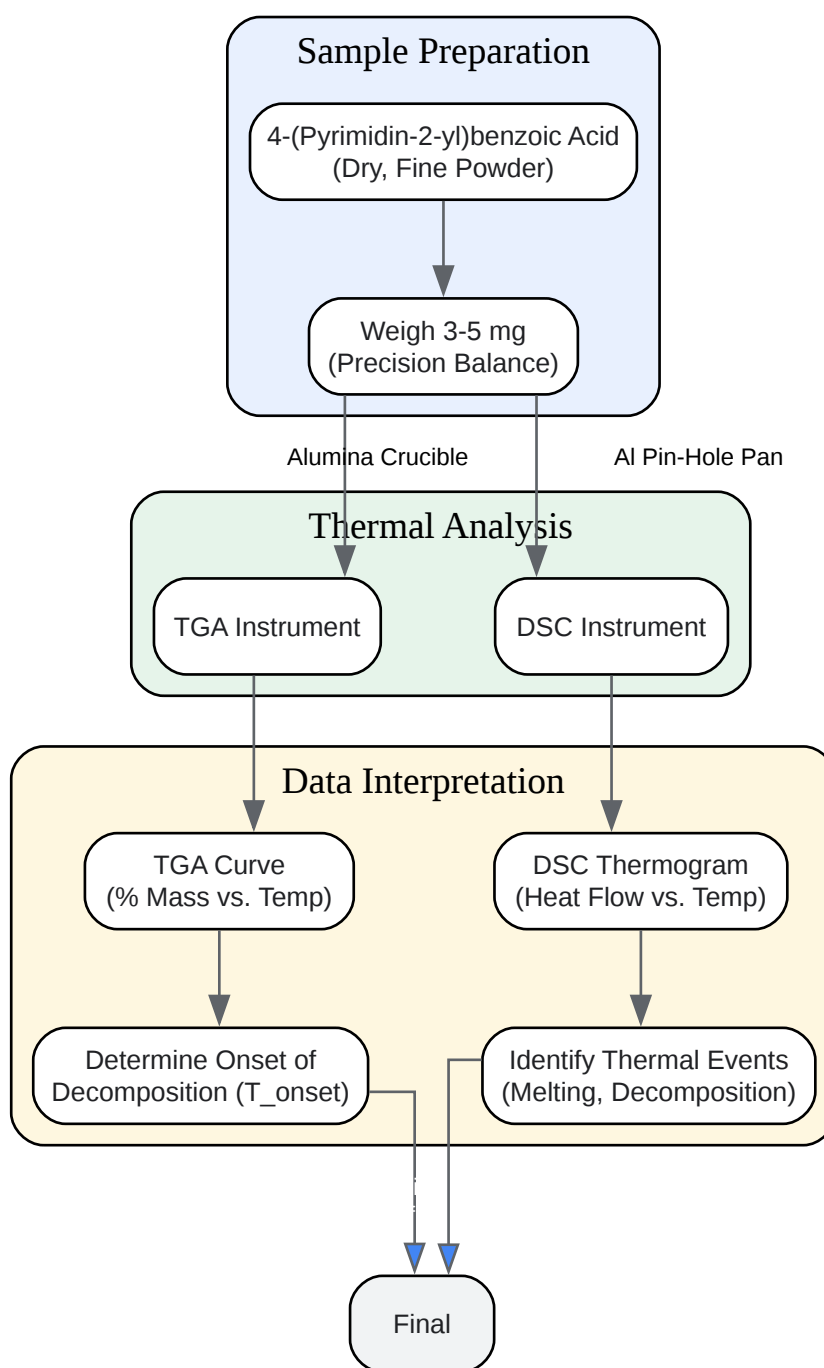 Sample Preparation
4-(Pyrimidin-2-yl)benzoic Acid
(Dry, Fine Powder)
Weigh 3-5 mg
(Precision Balance)
Alumina Crucible
Al Pin-Hole Pan
Thermal Analysis
TGA Instrument
DSC Instrument
Data Interpretation
TGA Curve
(% Mass vs. Temp)
DSC Thermogram
(Heat Flow vs. Temp)
Determine Onset of
Decomposition (T_onset)
Identify Thermal Events
(Melting, Decomposition)
Final